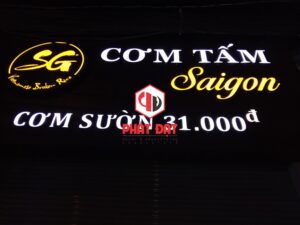 SG
CƠM TẤM
Saigon
PHÁT ĐẠT
CƠM SƯỜN 31.000đ